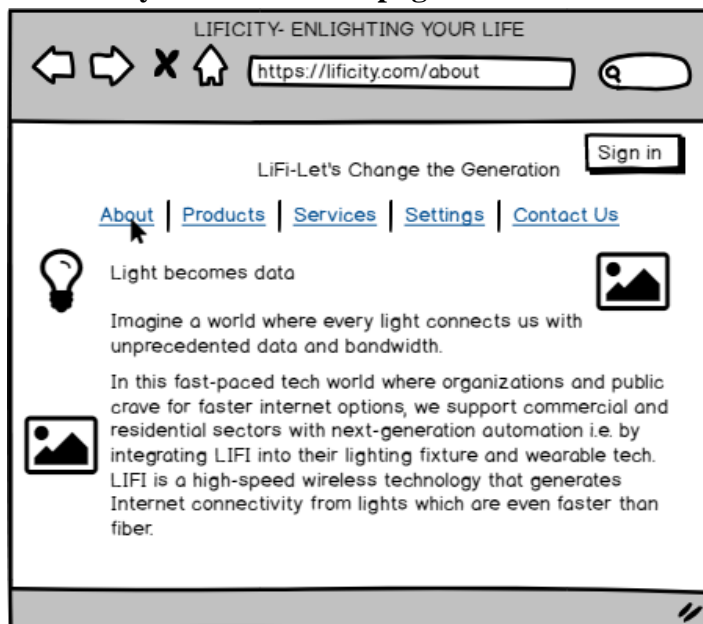 LIFICITY- ENLIGHTING YOUR LIFE
https://lificity.com/about
Sign in
LiFi-Let's Change the Generation
About | Products | Services | Settings | Contact Us
Light becomes data
Imagine a world where every light connects us with
unprecedented data and bandwidth.
In this fast-paced tech world where organizations and public
crave for faster internet options, we support commercial and
residential sectors with next-generation automation i.e. by
integrating LIFI into their lighting fixture and wearable tech.
LIFI is a high-speed wireless technology that generates
Internet connectivity from lights which are even faster than
fiber.